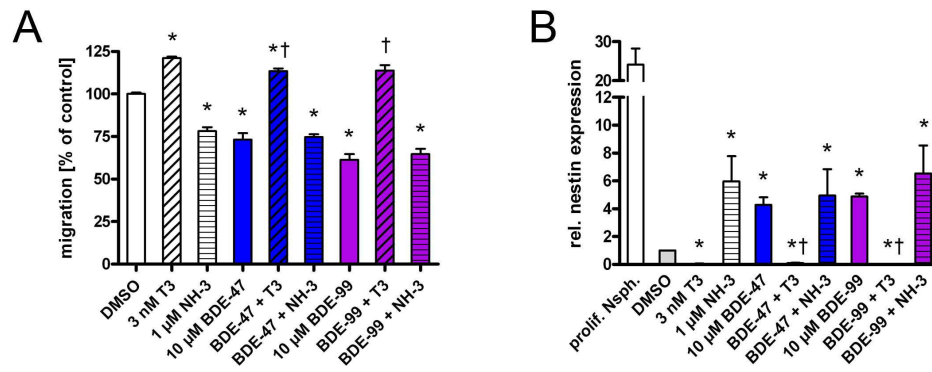 A
migration [% of control]
125
100
75
50
25
0
*
*
*
*†
*
*
†
*
DMSO
3 nM T3
1 µM NH-3
10 µM BDE-47
BDE-47 + T3
BDE-47 + NH-3
10 µM BDE-99
BDE-99 + T3
BDE-99 + NH-3
B
rel. nestin expression
30
20
12
10
8
6
4
2
0
*
*
*
*†
*
*
*†
*
prolif. Nsph.
DMSO
3 nM T3
1 µM NH-3
10 µM BDE-47
BDE-47 + T3
BDE-47 + NH-3
10 µM BDE-99
BDE-99 + T3
BDE-99 + NH-3